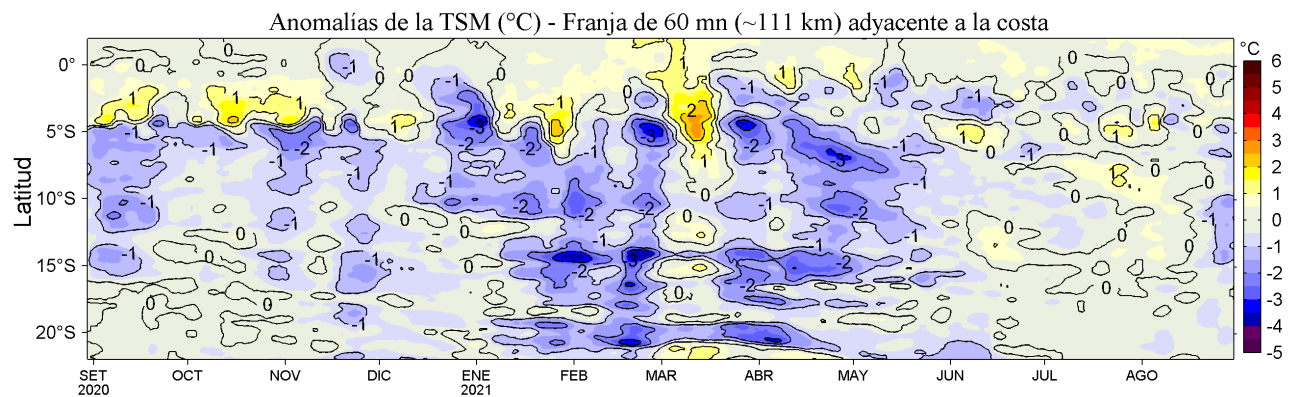 Anomalías de la TSM (°C) - Franja de 60 mn (~111 km) adyacente a la costa
°C
Latitud
0°
5°S
10°S
15°S
20°S
6
5
4
3
2
1
0
-1
-2
-3
-4
-5
SET OCT NOV DIC ENE FEB MAR ABR MAY JUN JUL AGO
2020 2021